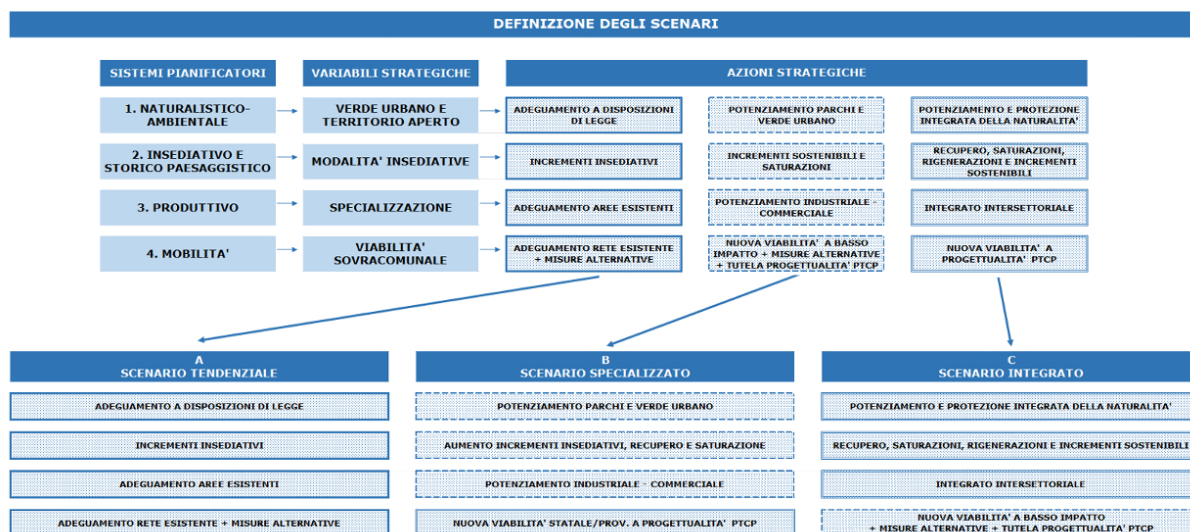 DEFINIZIONE DEGLI SCENARI
SISTEMI PIANIFICATORI
VARIABILI STRATEGICHE
AZIONI STRATEGICHE
1. NATURALISTICO-
AMBIENTALE
VERDE URBANO E
TERRITORIO APERTO
ADEGUAMENTO A DISPOSIZIONI
DI LEGGE
POTENZIAMENTO PARCHI E
VERDE URBANO
POTENZIAMENTO E PROTEZIONE
INTEGRATA DELLA NATURALITA'
2. INSEDIATIVO E
STORICO PAESAGGISTICO
MODALITA' INSEDIATIVE
INCREMENTI INSEDIATIVI
INCREMENTI SOSTENIBILI E
SATURAZIONI
RECUPERO, SATURAZIONI,
RIGENERAZIONI E INCREMENTI
SOSTENIBILI
3. PRODUTTIVO
SPECIALIZZAZIONE
ADEGUAMENTO AREE ESISTENTI
POTENZIAMENTO INDUSTRIALE -
COMMERCIALE
INTEGRATO INTERSETTORIALE
4. MOBILITA'
VIABILITA'
SOVRACOMUNALE
ADEGUAMENTO RETE ESISTENTE
+ MISURE ALTERNATIVE
NUOVA VIABILITA' A BASSO
IMPATTO + MISURE ALTERNATIVE
+ TUTELA PROGETTUALITA' PTCP
NUOVA VIABILITA' A
PROGETTUALITA' PTCP
A
SCENARIO TENDENZIALE
ADEGUAMENTO A DISPOSIZIONI DI LEGGE
INCREMENTI INSEDIATIVI
ADEGUAMENTO AREE ESISTENTI
ADEGUAMENTO RETE ESISTENTE + MISURE ALTERNATIVE
B
SCENARIO SPECIALIZZATO
POTENZIAMENTO PARCHI E VERDE URBANO
AUMENTO INCREMENTI INSEDIATIVI, RECUPERO E SATURAZIONE
POTENZIAMENTO INDUSTRIALE - COMMERCIALE
NUOVA VIABILITA' STATALE/PROV. A PROGETTUALITA' PTCP
C
SCENARIO INTEGRATO
POTENZIAMENTO E PROTEZIONE INTEGRATA DELLA NATURALITA'
RECUPERO, SATURAZIONI, RIGENERAZIONI E INCREMENTI SOSTENIBILI
INTEGRATO INTERSETTORIALE
NUOVA VIABILITA' A BASSO IMPATTO
+ MISURE ALTERNATIVE + TUTELA PROGETTUALITA' PTCP